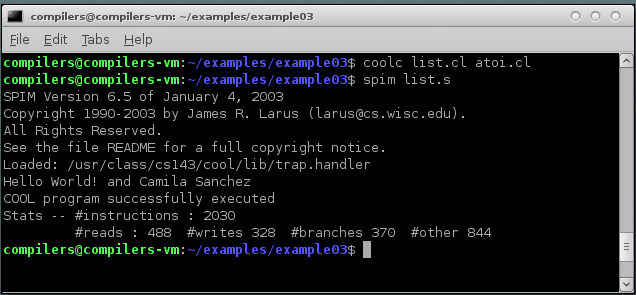 compilers@compilers-vm: ~/examples/example03
File Edit Tabs Help
compilers@compilers-vm:~/examples/example03$ coolc list.cl atoi.cl
compilers@compilers-vm:~/examples/example03$ spim list.s
SPIM Version 6.5 of January 4, 2003
Copyright 1990-2003 by James R. Larus (larus@cs.wisc.edu).
All Rights Reserved.
See the file README for a full copyright notice.
Loaded: /usr/class/cs143/cool/lib/trap.handler
Hello World! and Camila Sanchez
COOL program successfully executed
Stats -- #instructions : 2030
         #reads : 488  #writes 328  #branches 370  #other 844
compilers@compilers-vm:~/examples/example03$